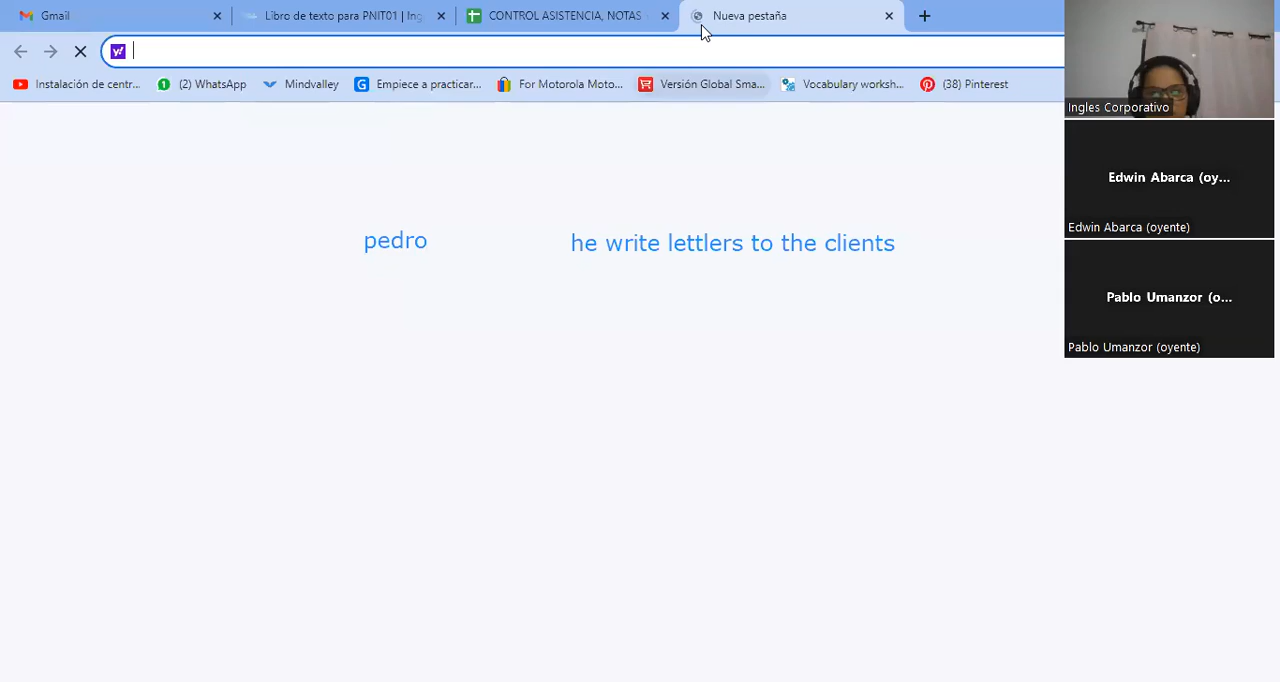 Gmail
Libro de texto para PNIT01 | Ing
CONTROL ASISTENCIA, NOTAS
Nueva pestaña
y!
Instalación de centr...
(2) WhatsApp
Mindvalley
Empiece a practicar...
For Motorola Moto...
Versión Global Sma...
Vocabulary worksh...
(38) Pinterest
Ingles Corporativo
pedro
he write lettlers to the clients
Edwin Abarca (oy...
Edwin Abarca (oyente)
Pablo Umanzor (o...
Pablo Umanzor (oyente)